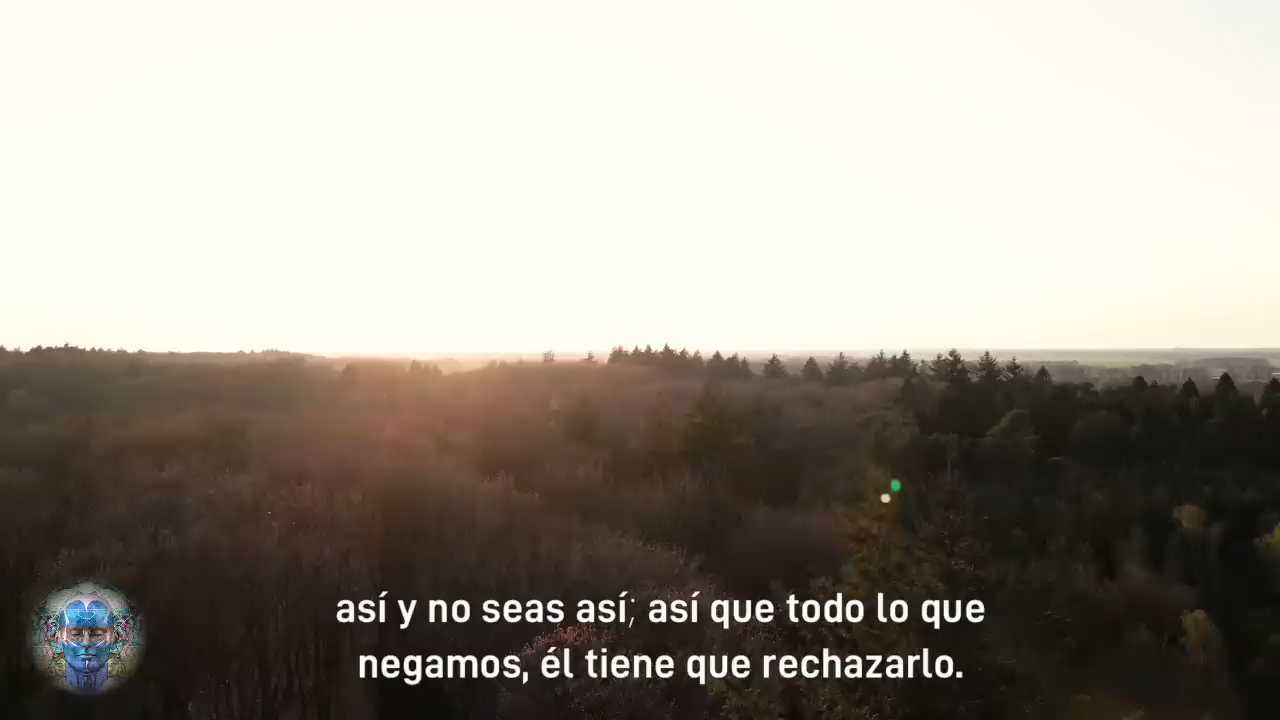 así y no seas así; así que todo lo que
negamos, él tiene que rechazarlo.